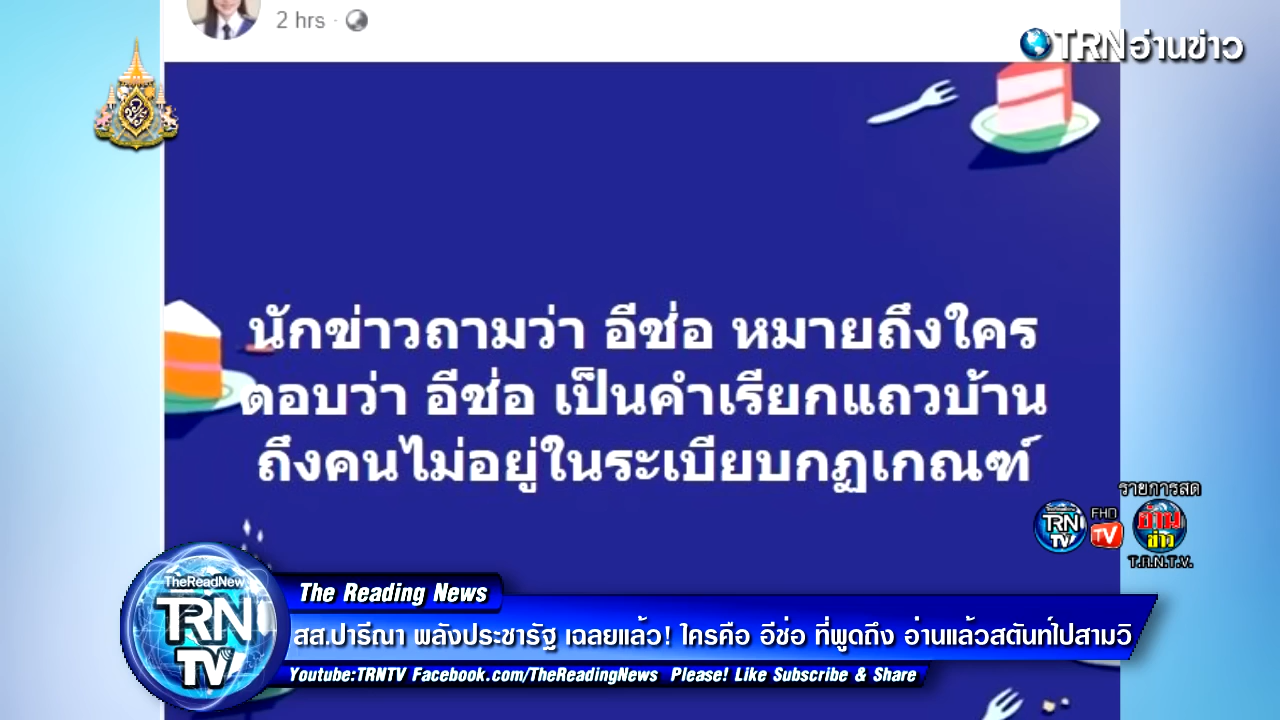 2 hrs ·
TRNอ่านข่าว
นักข่าวถามว่า อีช่อ หมายถึงใคร
ตอบว่า อีช่อ เป็นคำเรียกแถวบ้าน
ถึงคนไม่อยู่ในระเบียบกฏเกณฑ์
รายการสด
TRN
TV
FHD
TV
อ่าน
ข่าว
T.R.N.T.V.
TheReadNew
TRN
TV
The Reading News
สส.ปารีณา พลังประชารัฐ เฉลยแล้ว! ใครคือ อีช่อ ที่พูดถึง อ่านแล้วสตันท์ไปสามวิ
Youtube:TRNTV Facebook.com/TheReadingNews Please! Like Subscribe & Share